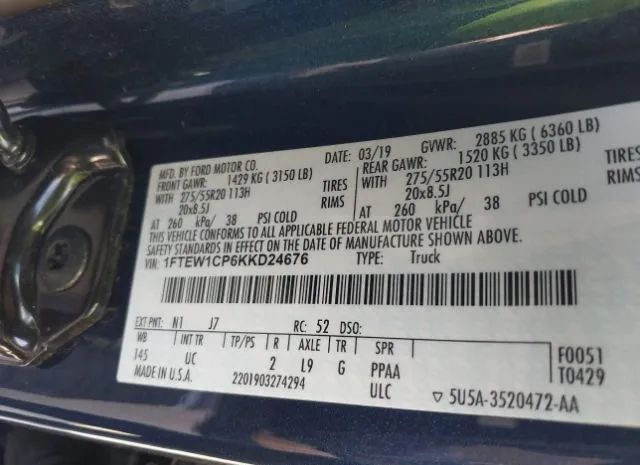 MFD. BY FORD MOTOR CO.
DATE: 03/19 GVWR: 2885 KG ( 6360 LB)
FRONT GAWR: 1429 KG ( 3150 LB) REAR GAWR: 1520 KG ( 3350 LB)
WITH 275/55R20 113H TIRES WITH 275/55R20 113H TIRES
20x8.5J RIMS 20x8.5J RIMS
AT 260 kPa/ 38 PSI COLD AT 260 kPa/ 38 PSI COLD
THIS VEHICLE CONFORMS TO ALL APPLICABLE FEDERAL MOTOR VEHICLE
SAFETY STANDARDS IN EFFECT ON THE DATE OF MANUFACTURE SHOWN ABOVE.
VIN: 1FTEW1CP6KKD24676 TYPE: Truck
EXT PNT: N1 J7 RC: 52 DSO:
WB INT TR TP/PS R AXLE TR SPR F0051
145 UC 2 L9 G PPAA T0429
MADE IN U.S.A. 2201903274294 ULC ▽ 5U5A-3520472-AA